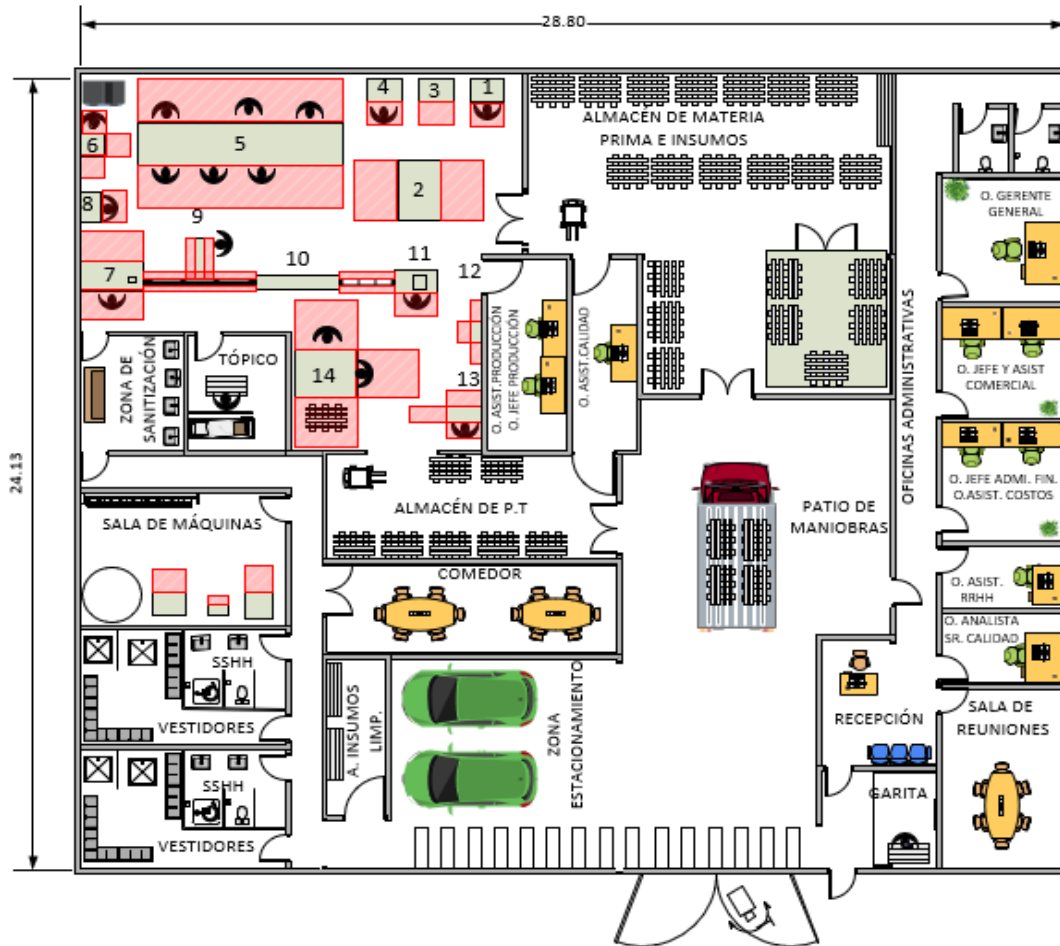 28.80
24.13
4
3
1
5
6
2
8
9
7
10
11
12
14
13
ALMACÉN DE MATERIA
PRIMA E INSUMOS
O. GERENTE
GENERAL
O. JEFE Y ASIST
COMERCIAL
O. JEFE ADMI. FIN.
O.ASIST. COSTOS
O. ASIST.
RRHH
O. ANALISTA
SR. CALIDAD
SALA DE
REUNIONES
OFICINAS ADMINISTRATIVAS
O. ASIST.PRODUCCIÓN
O. JEFE PRODUCCIÓN
O. ASIST.CALIDAD
ZONA DE
SANITIZACIÓN
TÓPICO
ALMACÉN DE P.T
PATIO DE
MANIOBRAS
SALA DE MÁQUINAS
COMEDOR
SSHH
VESTIDORES
SSHH
VESTIDORES
A. INSUMOS
LIMP.
ZONA
ESTACIONAMIENTO
RECEPCIÓN
GARITA